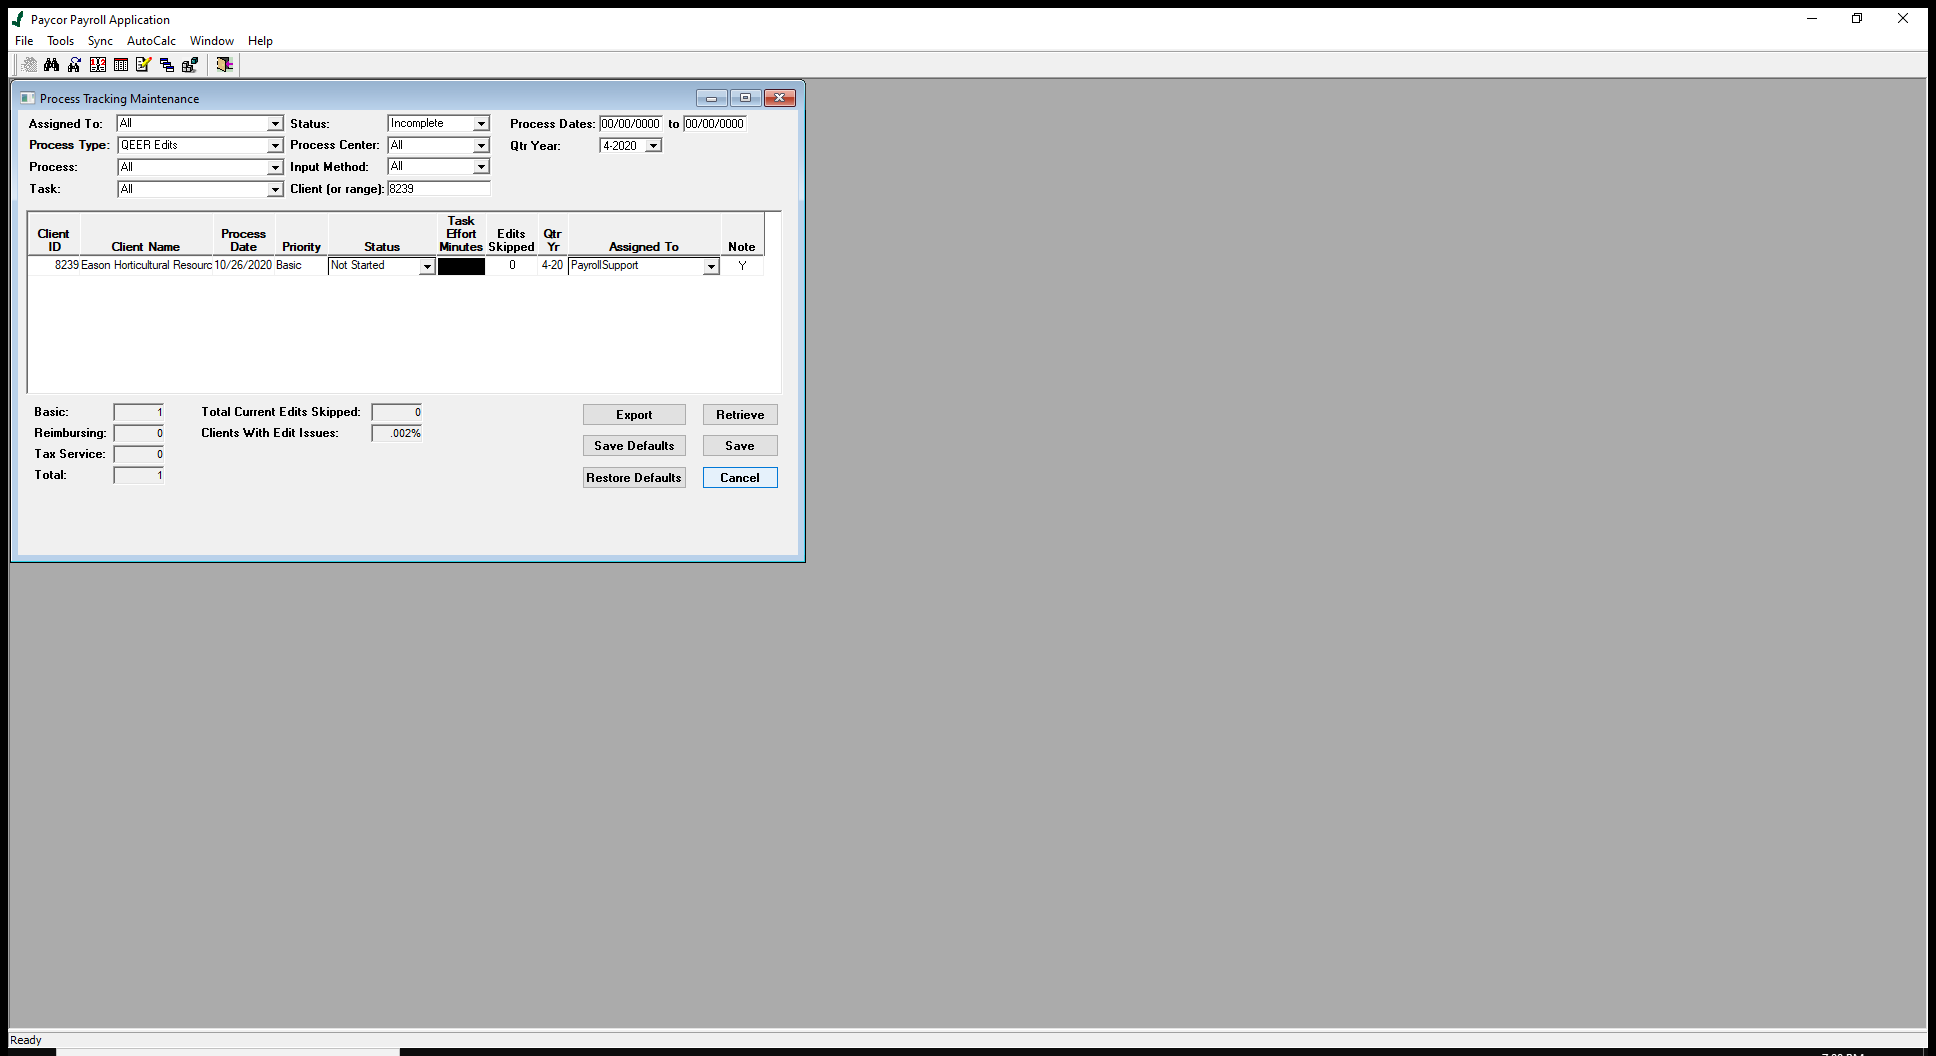 Paycor Payroll Application
File Tools Sync AutoCalc Window Help
Process Tracking Maintenance
Assigned To: All Status: Incomplete Process Dates: 00/00/0000 to 00/00/0000
Process Type: QEER Edits Process Center: All Qtr Year: 4-2020
Process: All Input Method: All
Task: All Client (or range): 8239
Client ID Client Name Process Date Priority Status Task Effort Minutes Edits Skipped Qtr Yr Assigned To Note
8239 Eason Horticultural Resourc 10/26/2020 Basic Not Started 0 4-20 PayrollSupport Y
Basic: 1 Total Current Edits Skipped: 0 Export Retrieve
Reimbursing: 0 Clients With Edit Issues: .002%
Save Defaults Save
Tax Service: 0
Total: 1 Restore Defaults Cancel
Ready